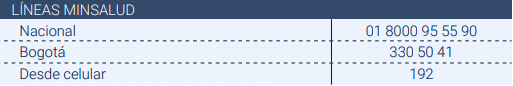 LÍNEAS MINSALUD
Nacional 01 8000 95 55 90
Bogotá 330 50 41
Desde celular 192